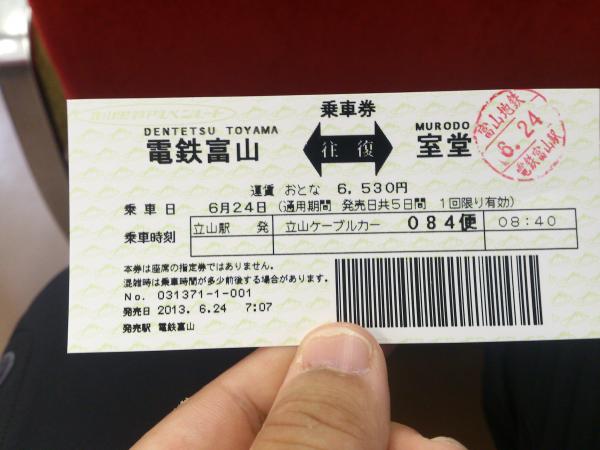 乗車券
DENTETSU TOYAMA
MURODO
電鉄富山
往復
室堂
富山地鉄
6.24
電鉄富山駅
運賃 おとな 6,530円
乗車日 6月24日 (通用期間 発売日共5日間 1回限り有効)
乗車時刻 立山駅 発 立山ケーブルカー 084便 08:40
本券は座席の指定券ではありません。
混雑時は乗車時間が多少前後する場合があります。
No. 031371-1-001
発売日 2013. 6.24 7:07
発売駅 電鉄富山